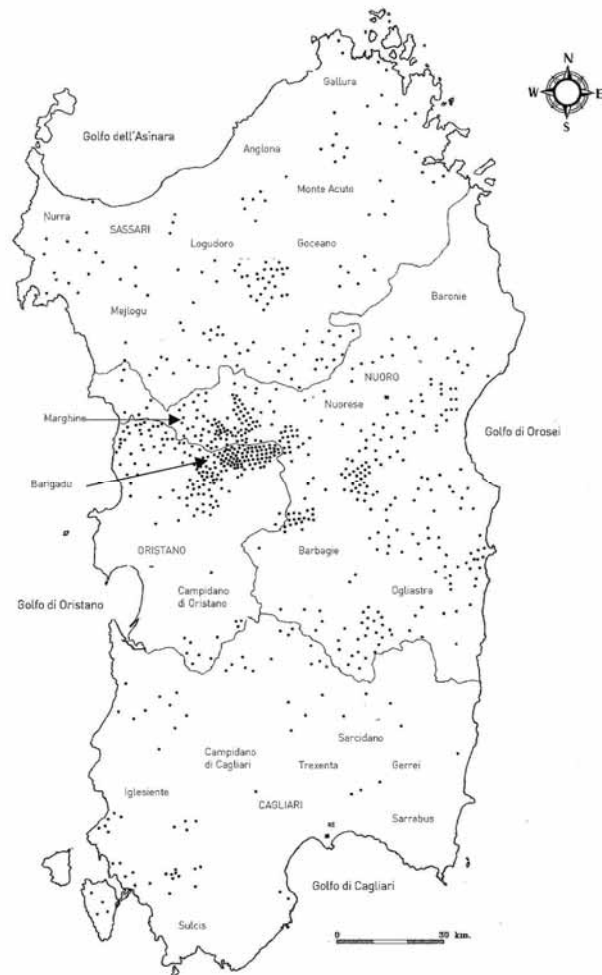 N
W E
S
Gallura
Golfo dell'Asinara
Anglona
Monte Acuto
Nurra
SASSARI
Logudoro
Goceano
Baronie
Mejlogu
NUORO
Nuorese
Marghine
Golfo di Orosei
Barigadu
ORISTANO
Barbagie
Campidano
di Oristano
Ogliastra
Golfo di Oristano
Sarcidano
Campidano
di Cagliari
Trexenta
Gerrei
Iglesiente
CAGLIARI
Sarrabus
Golfo di Cagliari
Sulcis
0 30 km.